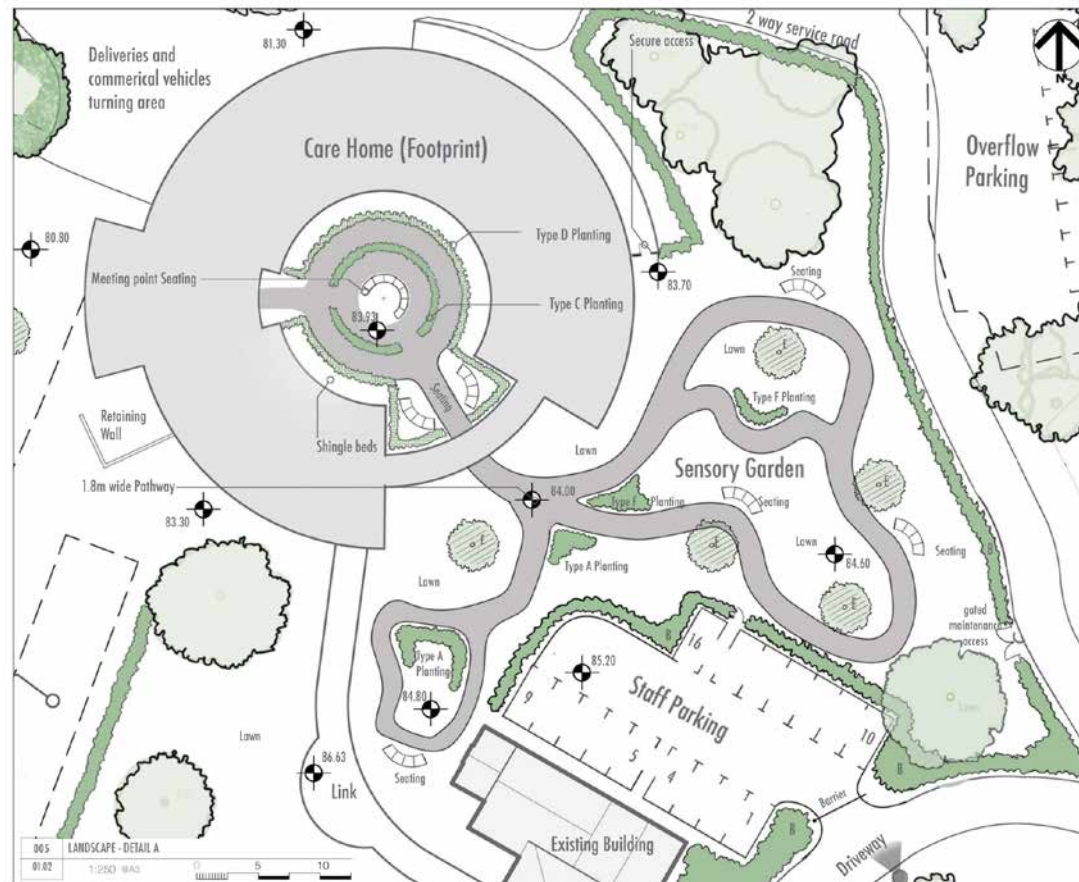 81.30
Deliveries and
commerical vehicles
turning area
2 way service road
Secure access
N
Care Home (Footprint)
Overflow
Parking
80.80
Type D Planting
Meeting point Seating
83.70
Seating
Type C Planting
83.93
Lawn
E
Type F Planting
Seating
Retaining
Wall
Shingle beds
Lawn
Sensory Garden
1.8m wide Pathway
84.00
E
Planting
Seating
83.30
E
E
Lawn
84.60
Seating
B
Type A Planting
Lawn
E
gated
maintenance
access
B
16
Type A
Planting
85.20
Staff Parking
84.80
9
10
Lawn
86.63
Seating
5
4
B
Link
1
Barrier
B
Existing Building
Driveway
005
LANDSCAPE - DETAIL A
01.02
1:250 @A3
0
5
10